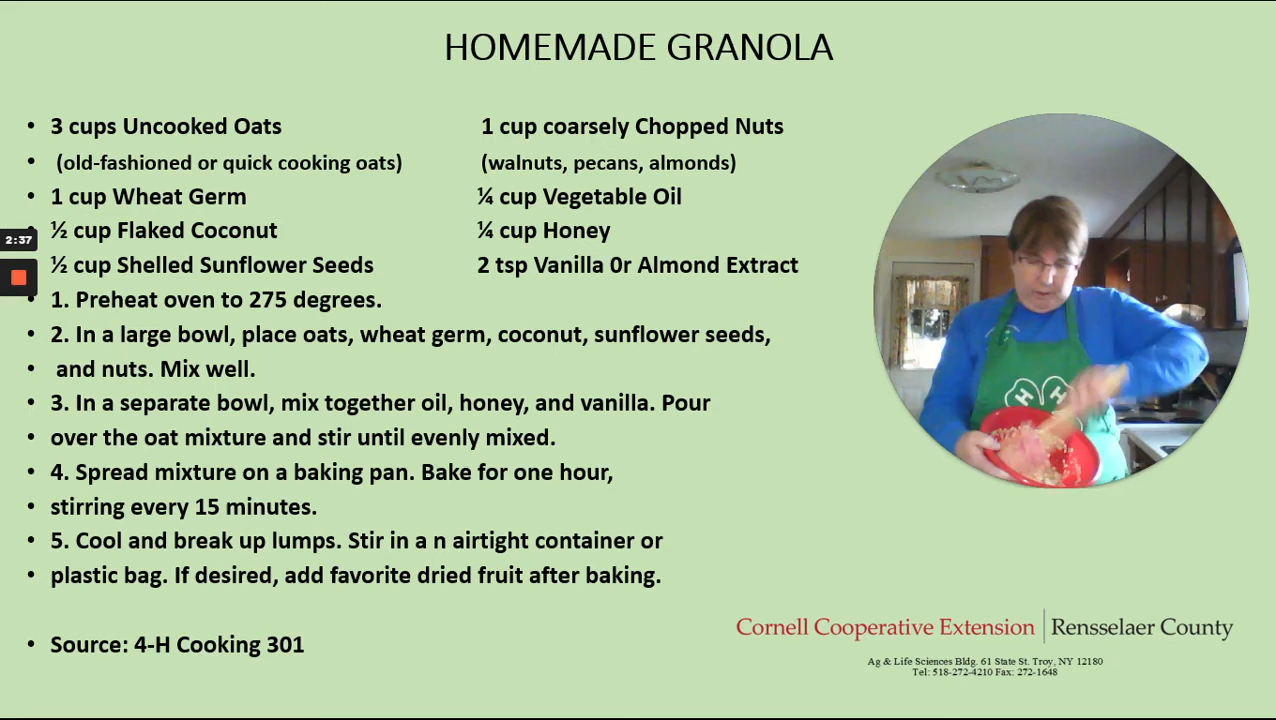 HOMEMADE GRANOLA
• 3 cups Uncooked Oats 1 cup coarsely Chopped Nuts
• (old-fashioned or quick cooking oats) (walnuts, pecans, almonds)
• 1 cup Wheat Germ ¼ cup Vegetable Oil
• ½ cup Flaked Coconut ¼ cup Honey
2:37
• ½ cup Shelled Sunflower Seeds 2 tsp Vanilla 0r Almond Extract
• 1. Preheat oven to 275 degrees.
• 2. In a large bowl, place oats, wheat germ, coconut, sunflower seeds,
• and nuts. Mix well.
• 3. In a separate bowl, mix together oil, honey, and vanilla. Pour
• over the oat mixture and stir until evenly mixed.
• 4. Spread mixture on a baking pan. Bake for one hour,
• stirring every 15 minutes.
• 5. Cool and break up lumps. Stir in a n airtight container or
• plastic bag. If desired, add favorite dried fruit after baking.
• Source: 4-H Cooking 301
H H
Cornell Cooperative Extension | Rensselaer County
Ag & Life Sciences Bldg. 61 State St. Troy, NY 12180
Tel: 518-272-4210 Fax: 272-1648